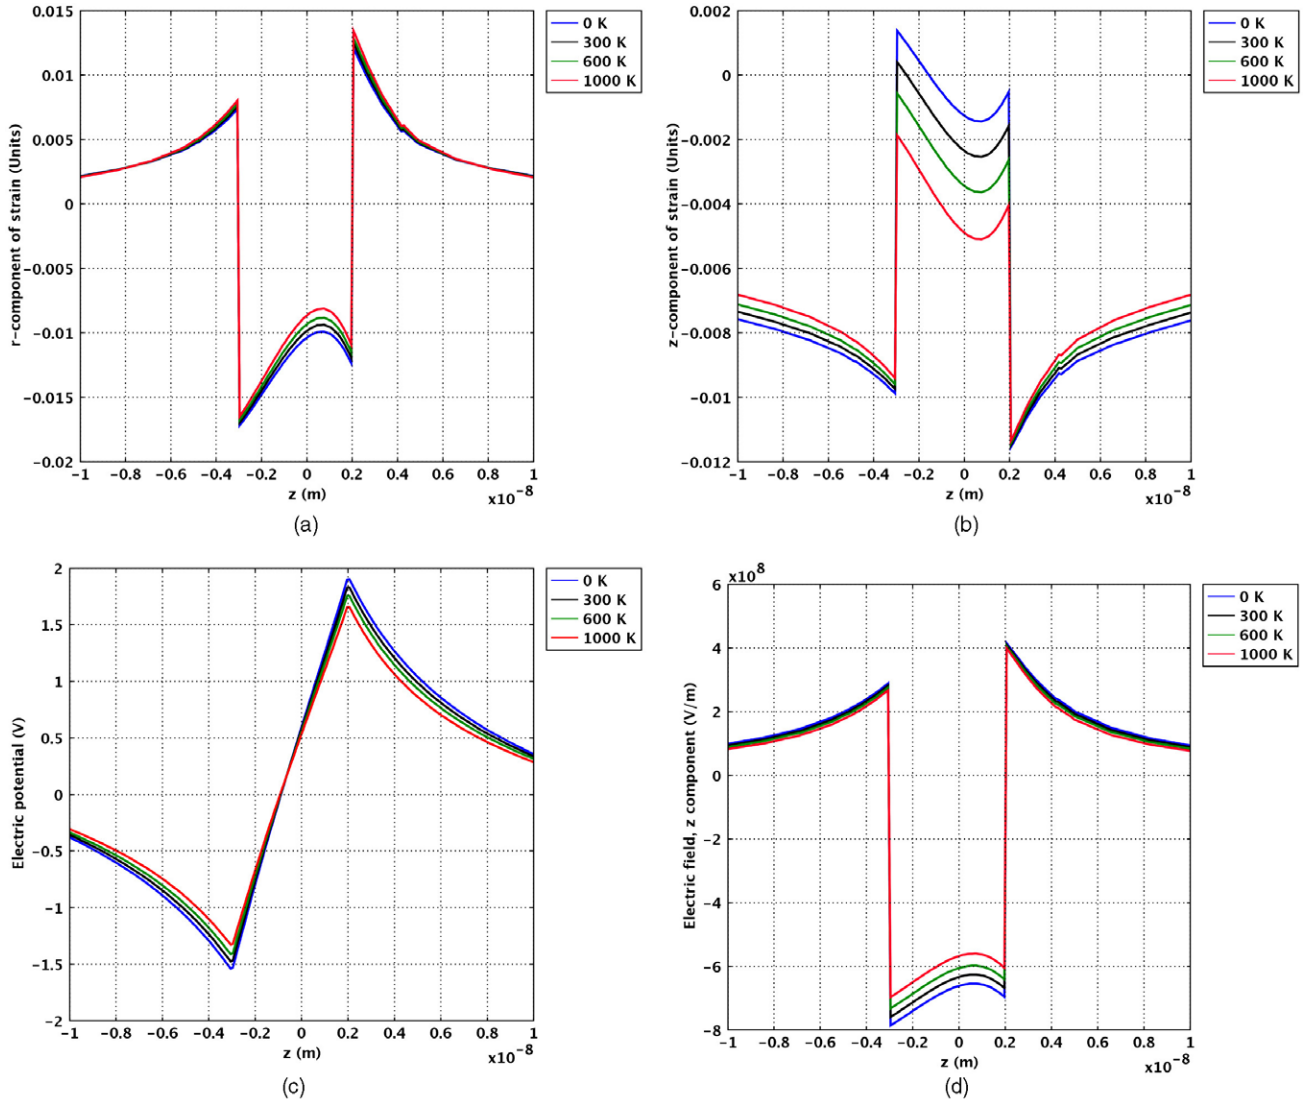 0.015
0.01
0.005
0
−0.005
−0.01
−0.015
−0.02
r-component of strain (Units)
−1 −0.8 −0.6 −0.4 −0.2 0 0.2 0.4 0.6 0.8 1
z (m)
x10⁻⁸
0 K
300 K
600 K
1000 K
(a)
0.002
0
−0.002
−0.004
−0.006
−0.008
−0.01
−0.012
z-component of strain (Units)
−1 −0.8 −0.6 −0.4 −0.2 0 0.2 0.4 0.6 0.8 1
z (m)
x10⁻⁸
0 K
300 K
600 K
1000 K
(b)
2
1.5
1
0.5
0
−0.5
−1
−1.5
−2
Electric potential (V)
−1 −0.8 −0.6 −0.4 −0.2 0 0.2 0.4 0.6 0.8 1
z (m)
x10⁻⁸
0 K
300 K
600 K
1000 K
(c)
x10⁸
6
4
2
0
−2
−4
−6
−8
Electric field, z component (V/m)
−1 −0.8 −0.6 −0.4 −0.2 0 0.2 0.4 0.6 0.8 1
z (m)
x10⁻⁸
0 K
300 K
600 K
1000 K
(d)